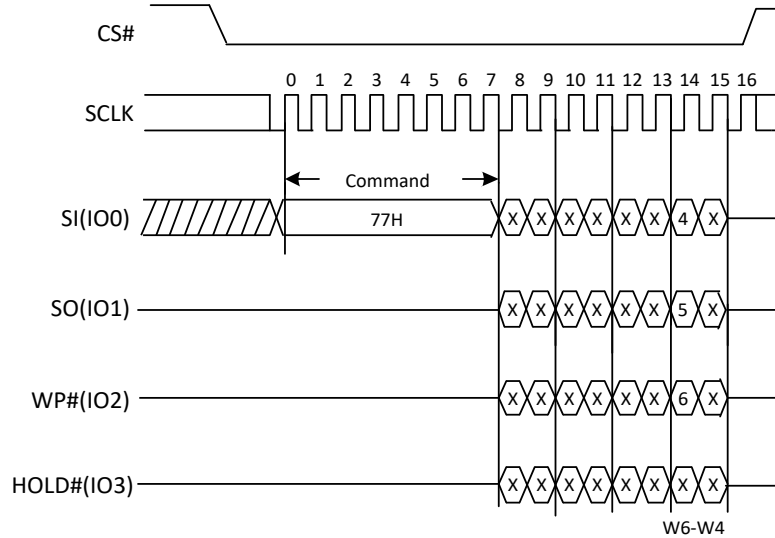 CS#
0 1 2 3 4 5 6 7 8 9 10 11 12 13 14 15 16
SCLK
Command
SI(IO0) 77H X X X X X X 4 X
SO(IO1) X X X X X X 5 X
WP#(IO2) X X X X X X 6 X
HOLD#(IO3) X X X X X X X X
W6-W4